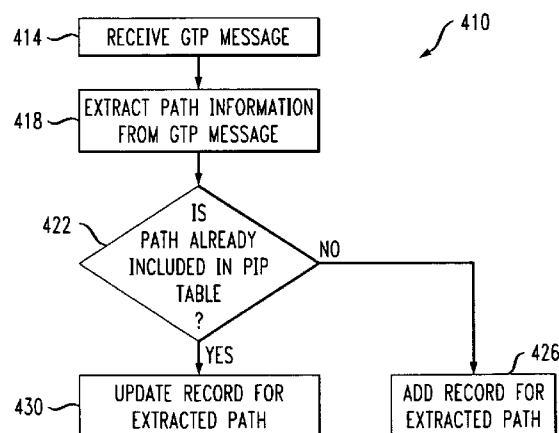 414
RECEIVE GTP MESSAGE
410
418
EXTRACT PATH INFORMATION
FROM GTP MESSAGE
422
IS
PATH ALREADY
INCLUDED IN PIP
TABLE
?
NO
YES
430
UPDATE RECORD FOR
EXTRACTED PATH
426
ADD RECORD FOR
EXTRACTED PATH